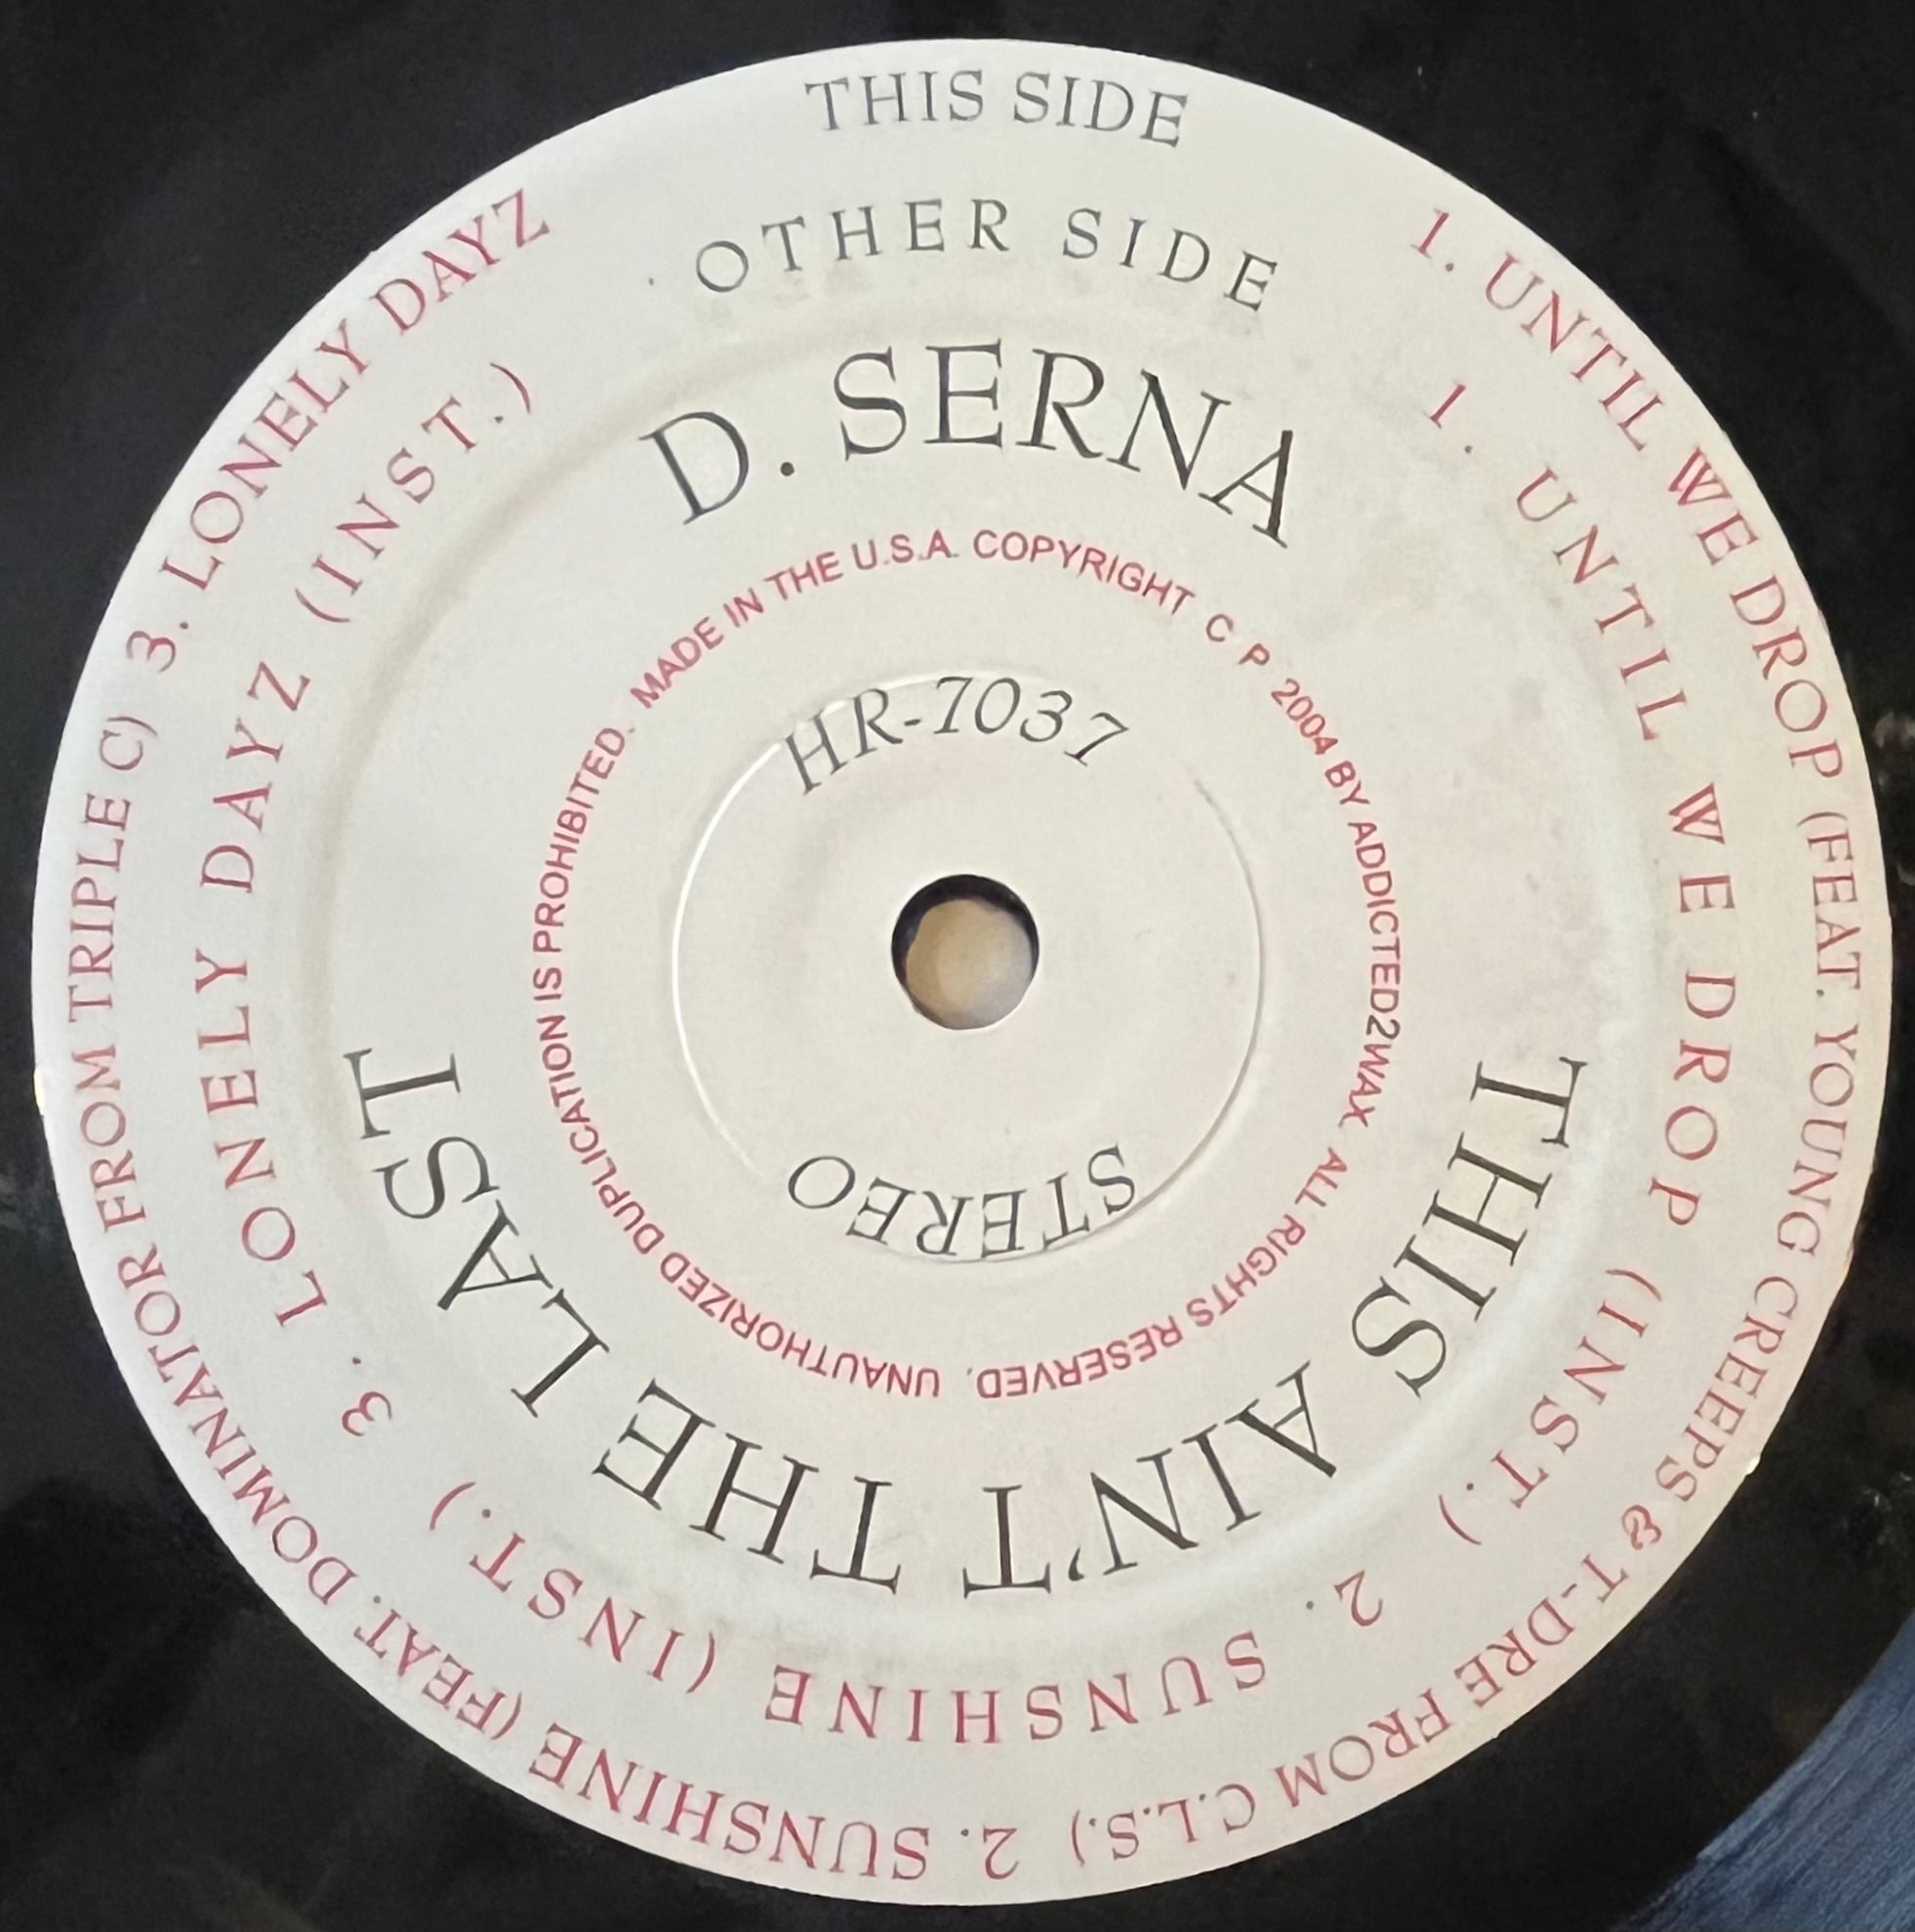 THIS SIDE
1. UNTIL WE DROP (FEAT. YOUNG CREEPS & T-DRE FROM C.L.S.) 2. SUNSHINE (FEAT. DOMINATOR FROM TRIPLE C) 3. LONELY DAYZ
OTHER SIDE
1. UNTIL WE DROP (INST.) 2. SUNSHINE (INST.) 3. LONELY DAYZ (INST.)
D. SERNA
THIS AIN'T THE LAST
MADE IN THE U.S.A. COPYRIGHT C P 2004 BY ADDICTED2WAX ALL RIGHTS RESERVED. UNAUTHORIZED DUPLICATION IS PROHIBITED.
HR-7037
STEREO